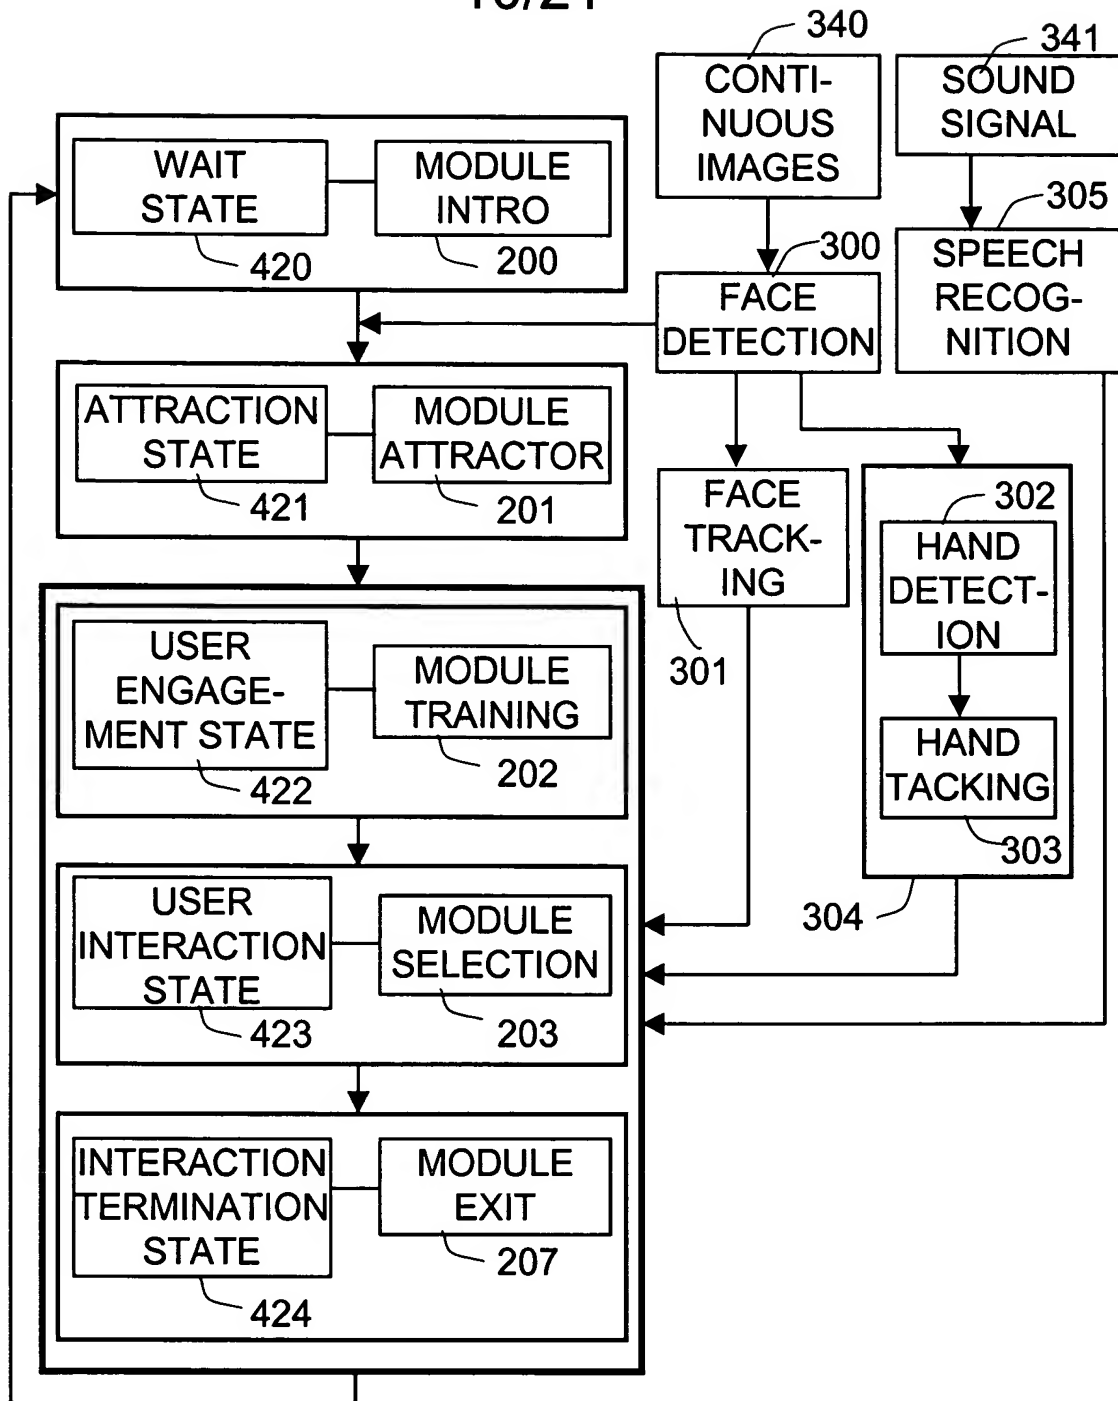 340
341
CONTI-
NUOUS
IMAGES
SOUND
SIGNAL
WAIT
STATE
420
MODULE
INTRO
200
305
300
FACE
DETECTION
SPEECH
RECOG-
NITION
ATTRACTION
STATE
421
MODULE
ATTRACTOR
201
FACE
TRACK-
ING
301
302
HAND
DETECT-
ION
HAND
TACKING
303
304
USER
ENGAGE-
MENT STATE
422
MODULE
TRAINING
202
USER
INTERACTION
STATE
423
MODULE
SELECTION
203
INTERACTION
TERMINATION
STATE
424
MODULE
EXIT
207